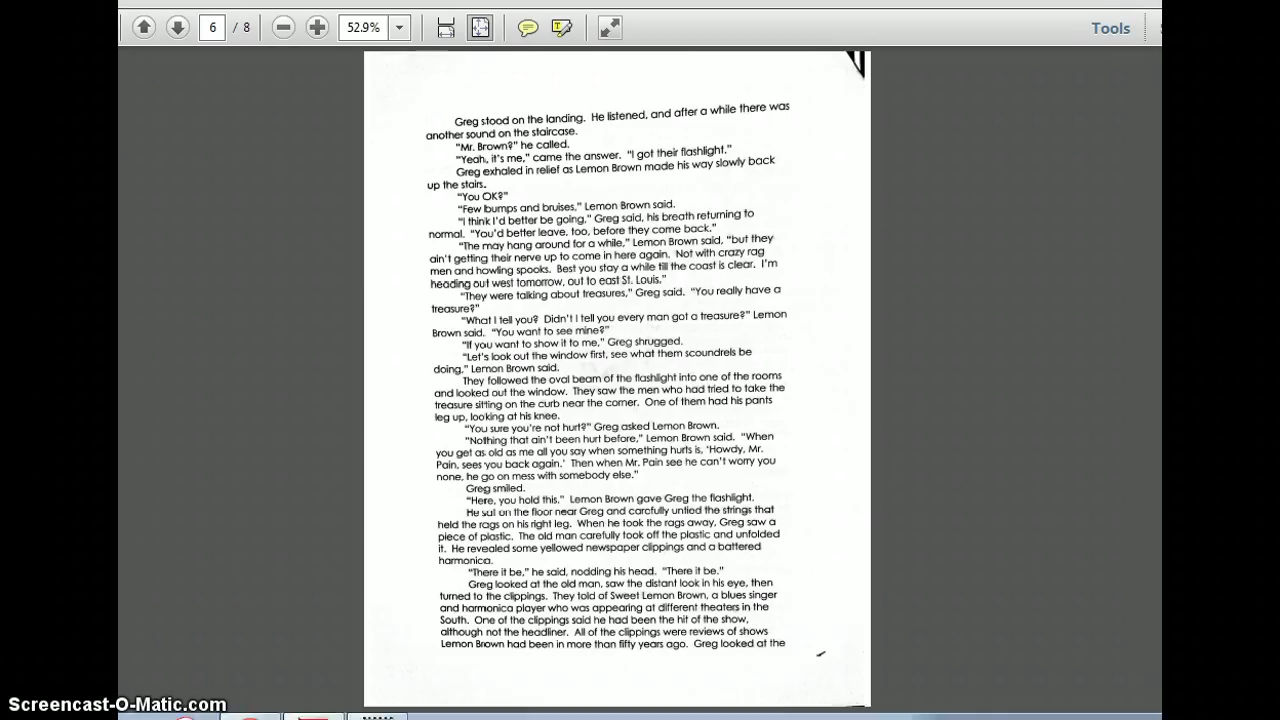 6 / 8 52.9% Tools
Greg stood on the landing. He listened, and after a while there was
another sound on the staircase.
"Mr. Brown?" he called.
"Yeah, it's me," came the answer. "I got their flashlight."
Greg exhaled in relief as Lemon Brown made his way slowly back
up the stairs.
"You OK?"
"Few bumps and bruises," Lemon Brown said.
"I think I'd better be going," Greg said, his breath returning to
normal. "You'd better leave, too, before they come back."
"The may hang around for a while," Lemon Brown said, "but they
ain't getting their nerve up to come in here again. Not with crazy rag
men and howling spooks. Best you stay a while till the coast is clear. I'm
heading out west tomorrow, out to east St. Louis."
"They were talking about treasures," Greg said. "You really have a
treasure?"
"What I tell you? Didn't I tell you every man got a treasure?" Lemon
Brown said. "You want to see mine?"
"If you want to show it to me," Greg shrugged.
"Let's look out the window first, see what them scoundrels be
doing," Lemon Brown said.
They followed the oval beam of the flashlight into one of the rooms
and looked out the window. They saw the men who had tried to take the
treasure sitting on the curb near the corner. One of them had his pants
leg up, looking at his knee.
"You sure you're not hurt?" Greg asked Lemon Brown.
"Nothing that ain't been hurt before," Lemon Brown said. "When
you get as old as me all you say when something hurts is, 'Howdy, Mr.
Pain, sees you back again.' Then when Mr. Pain see he can't worry you
none, he go on mess with somebody else."
Greg smiled.
"Here, you hold this." Lemon Brown gave Greg the flashlight.
He sat on the floor near Greg and carefully untied the strings that
held the rags on his right leg. When he took the rags away, Greg saw a
piece of plastic. The old man carefully took off the plastic and unfolded
it. He revealed some yellowed newspaper clippings and a battered
harmonica.
"There it be," he said, nodding his head. "There it be."
Greg looked at the old man, saw the distant look in his eye, then
turned to the clippings. They told of Sweet Lemon Brown, a blues singer
and harmonica player who was appearing at different theaters in the
South. One of the clippings said he had been the hit of the show,
although not the headliner. All of the clippings were reviews of shows
Lemon Brown had been in more than fifty years ago. Greg looked at the
Screencast-O-Matic.com